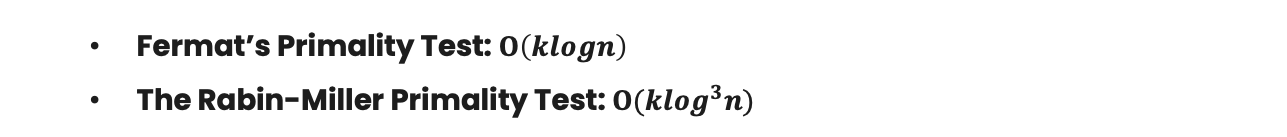 • Fermat’s Primality Test: O(klogn)
• The Rabin-Miller Primality Test: O(klog³n)